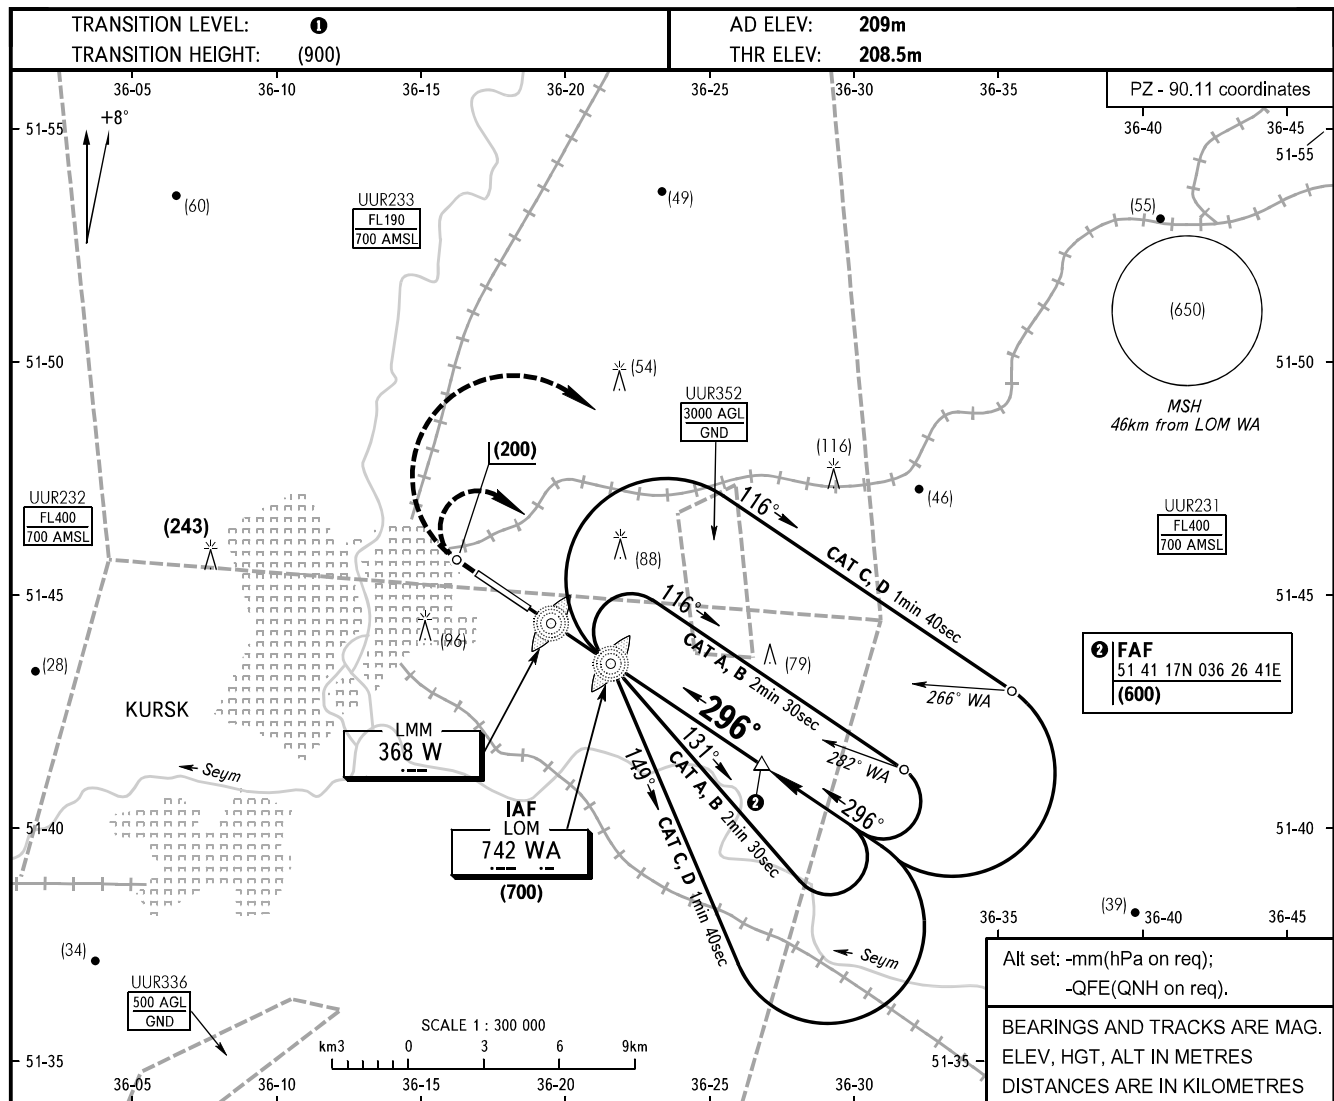 TRANSITION LEVEL: ❶
TRANSITION HEIGHT: (900)
AD ELEV: 209m
THR ELEV: 208.5m
36-05 36-10 36-15 36-20 36-25 36-30 36-35
PZ - 90.11 coordinates
36-40 36-45
51-55
51-55
+8°
(60)
UUR233
FL190
700 AMSL
(49)
(55)
(650)
MSH
46km from LOM WA
51-50
51-50
(54)
UUR352
3000 AGL
GND
(200)
(116)
(46)
UUR232
FL400
700 AMSL
(243)
UUR231
FL400
700 AMSL
116°
CAT C, D 1min 40sec
(88)
51-45
51-45
116°
CAT A, B 2min 30sec
(96)
(79)
(28)
266° WA
❷ FAF
51 41 17N 036 26 41E
(600)
KURSK
296°
LMM
368 W
282° WA
131°
CAT A, B 2min 30sec
149°
CAT C, D 1min 40sec
Seym
❷
296°
IAF
LOM
742 WA
(700)
51-40
51-40
(39)
36-35 36-40 36-45
(34)
Seym
UUR336
500 AGL
GND
Alt set: -mm(hPa on req);
-QFE(QNH on req).
SCALE 1 : 300 000
km3 0 3 6 9km
BEARINGS AND TRACKS ARE MAG.
ELEV, HGT, ALT IN METRES
DISTANCES ARE IN KILOMETRES
51-35
51-35
36-05 36-10 36-15 36-20 36-25 36-30